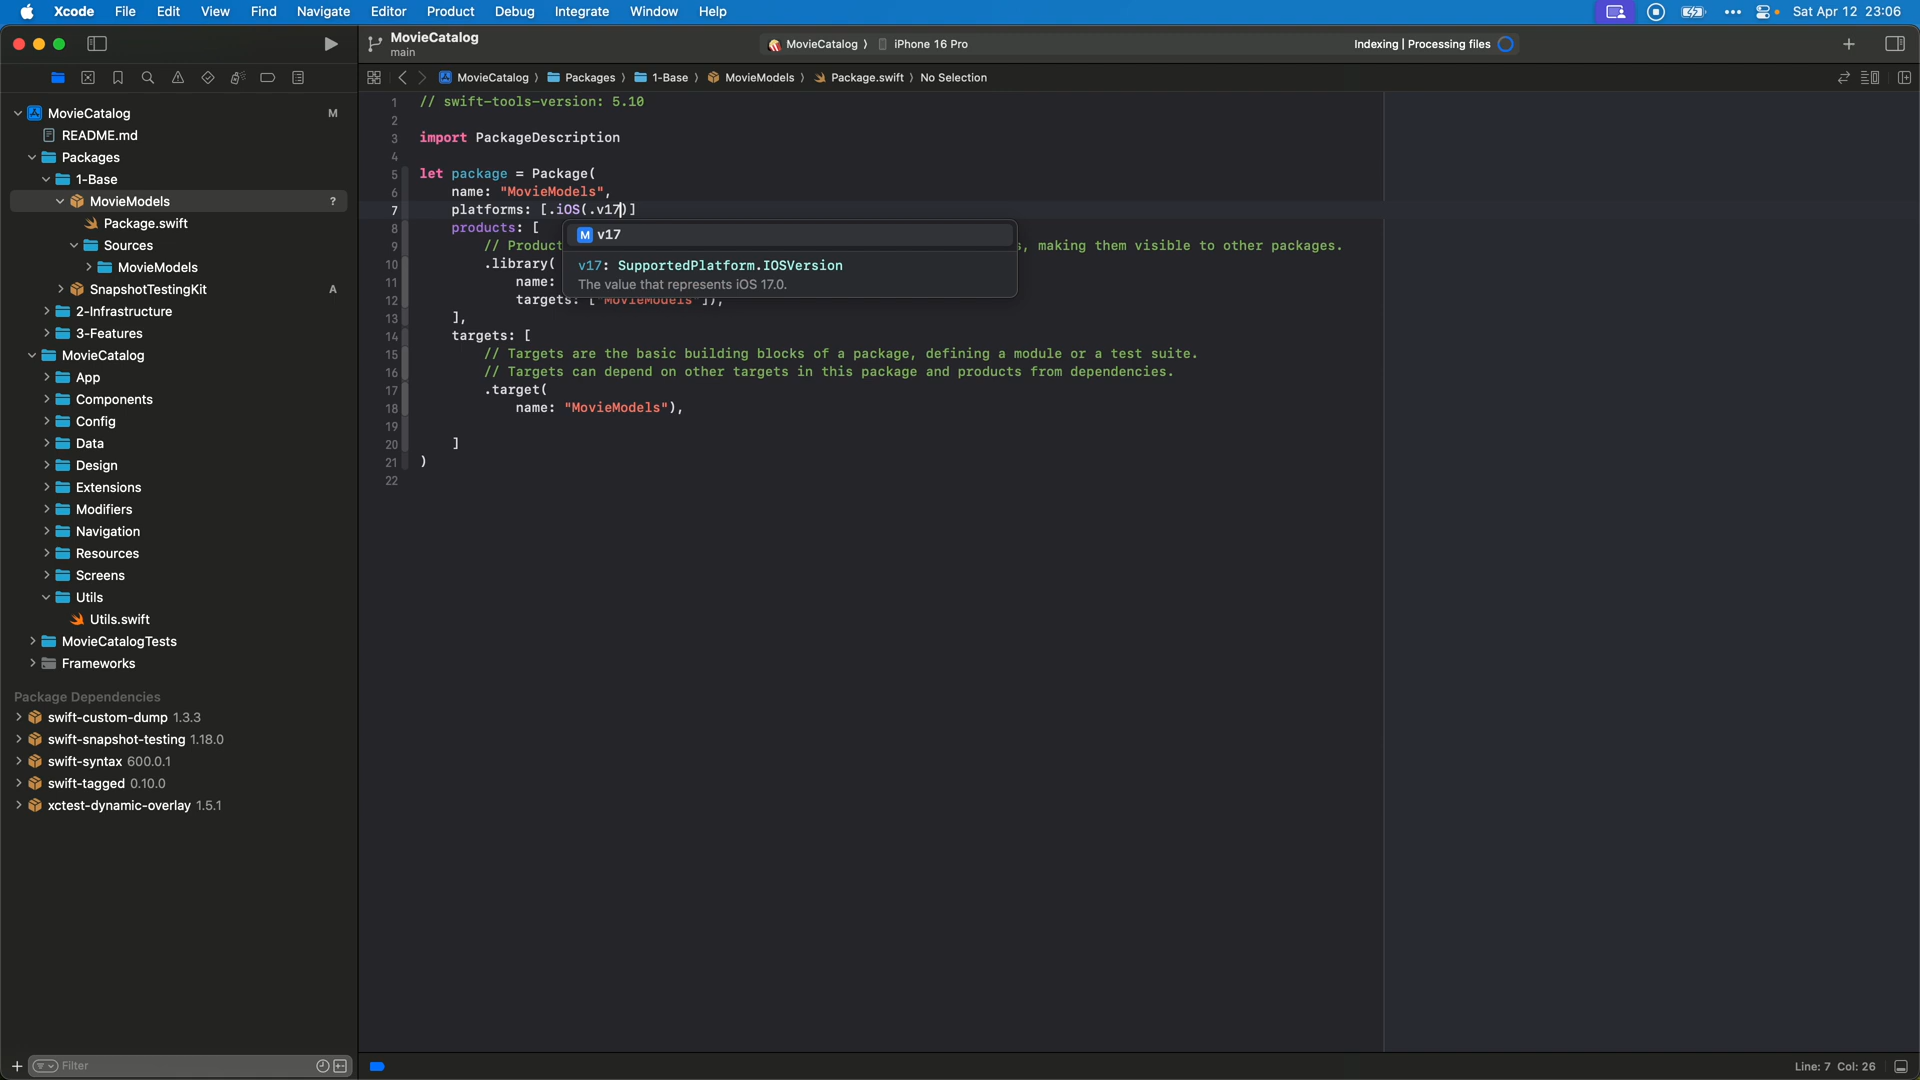 Xcode File Edit View Find Navigate Editor Product Debug Integrate Window Help
Sat Apr 12 23:06
MovieCatalog
main
MovieCatalog 〉 iPhone 16 Pro
Indexing | Processing files
MovieCatalog 〉 Packages 〉 1-Base 〉 MovieModels 〉 Package.swift 〉 No Selection
MovieCatalog M
README.md
Packages
1-Base
MovieModels ?
Package.swift
Sources
MovieModels
SnapshotTestingKit A
2-Infrastructure
3-Features
MovieCatalog
App
Components
Config
Data
Design
Extensions
Modifiers
Navigation
Resources
Screens
Utils
Utils.swift
MovieCatalogTests
Frameworks
Package Dependencies
swift-custom-dump 1.3.3
swift-snapshot-testing 1.18.0
swift-syntax 600.0.1
swift-tagged 0.10.0
xctest-dynamic-overlay 1.5.1
Filter
1 // swift-tools-version: 5.10
2
3 import PackageDescription
4
5 let package = Package(
6 name: "MovieModels",
7 platforms: [.iOS(.v17)]
8 products: [
9 // Product s, making them visible to other packages.
10 .library(
11 name:
12 targets: ["MovieModels"]),
13 ],
14 targets: [
15 // Targets are the basic building blocks of a package, defining a module or a test suite.
16 // Targets can depend on other targets in this package and products from dependencies.
17 .target(
18 name: "MovieModels"),
19
20 ]
21 )
22
M v17
v17: SupportedPlatform.IOSVersion
The value that represents iOS 17.0.
Line: 7 Col: 26